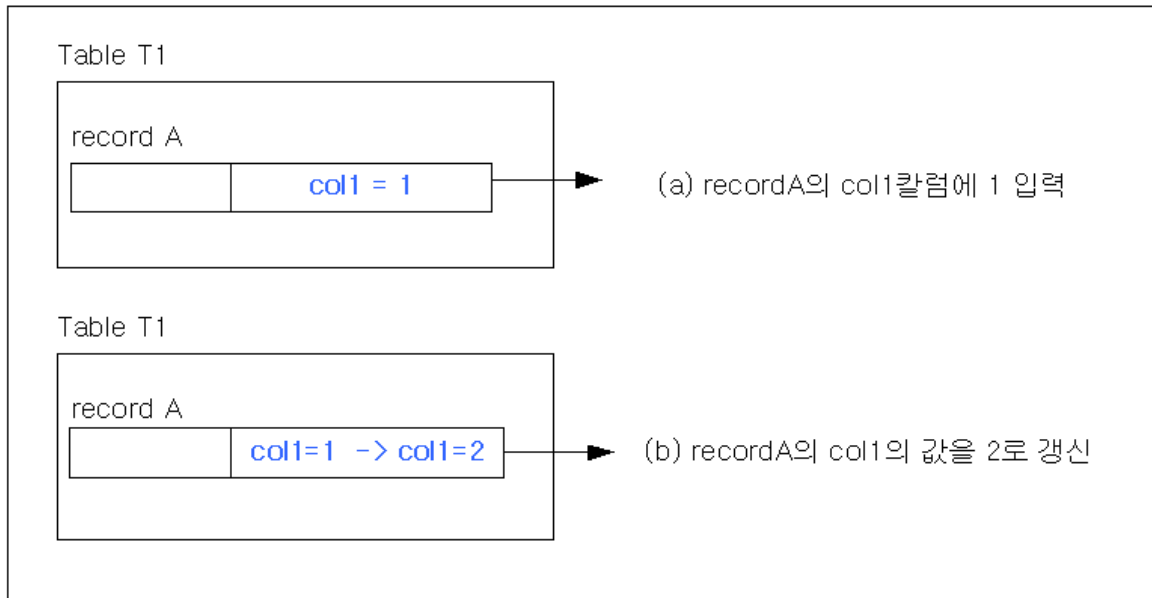 Table T1
record A
col1 = 1
(a) recordA의 col1칼럼에 1 입력
Table T1
record A
col1=1 -> col1=2
(b) recordA의 col1의 값을 2로 갱신